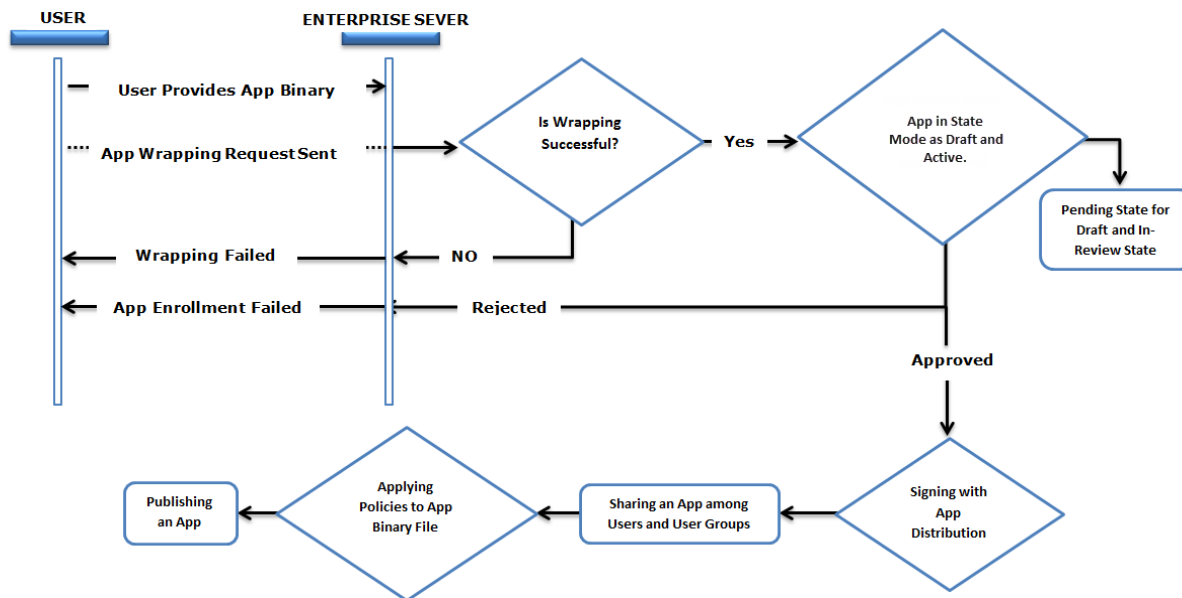 USER
ENTERPRISE SEVER
User Provides App Binary
App Wrapping Request Sent
Is Wrapping
Successful?
Yes
App in State
Mode as Draft and
Active.
Pending State for
Draft and In-
Review State
Wrapping Failed
NO
App Enrollment Failed
Rejected
Approved
Signing with
App
Distribution
Sharing an App among
Users and User Groups
Applying
Policies to App
Binary File
Publishing
an App